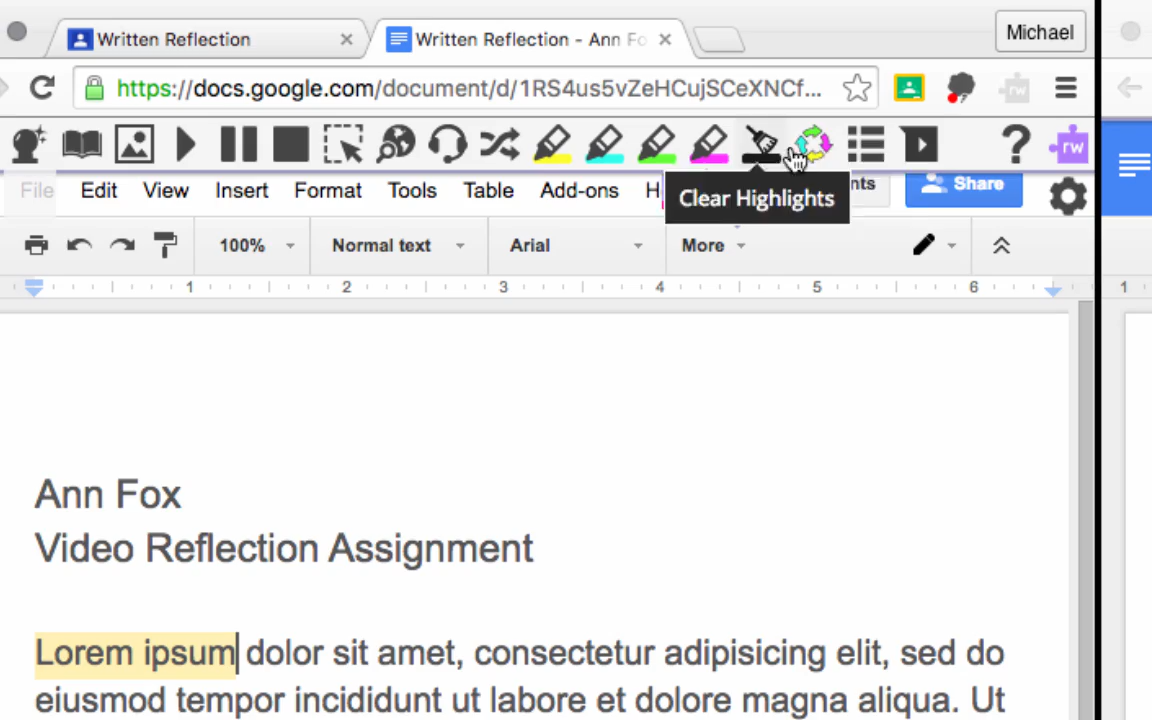 Written Reflection
Written Reflection - Ann Fo
Michael
https://docs.google.com/document/d/1RS4us5vZeHCujSCeXNCf...
? rw
Clear Highlights
File Edit View Insert Format Tools Table Add-ons H nts Share
100% Normal text Arial More
1 2 3 4 5 6 1
Ann Fox
Video Reflection Assignment
Lorem ipsum dolor sit amet, consectetur adipisicing elit, sed do
eiusmod tempor incididunt ut labore et dolore magna aliqua. Ut